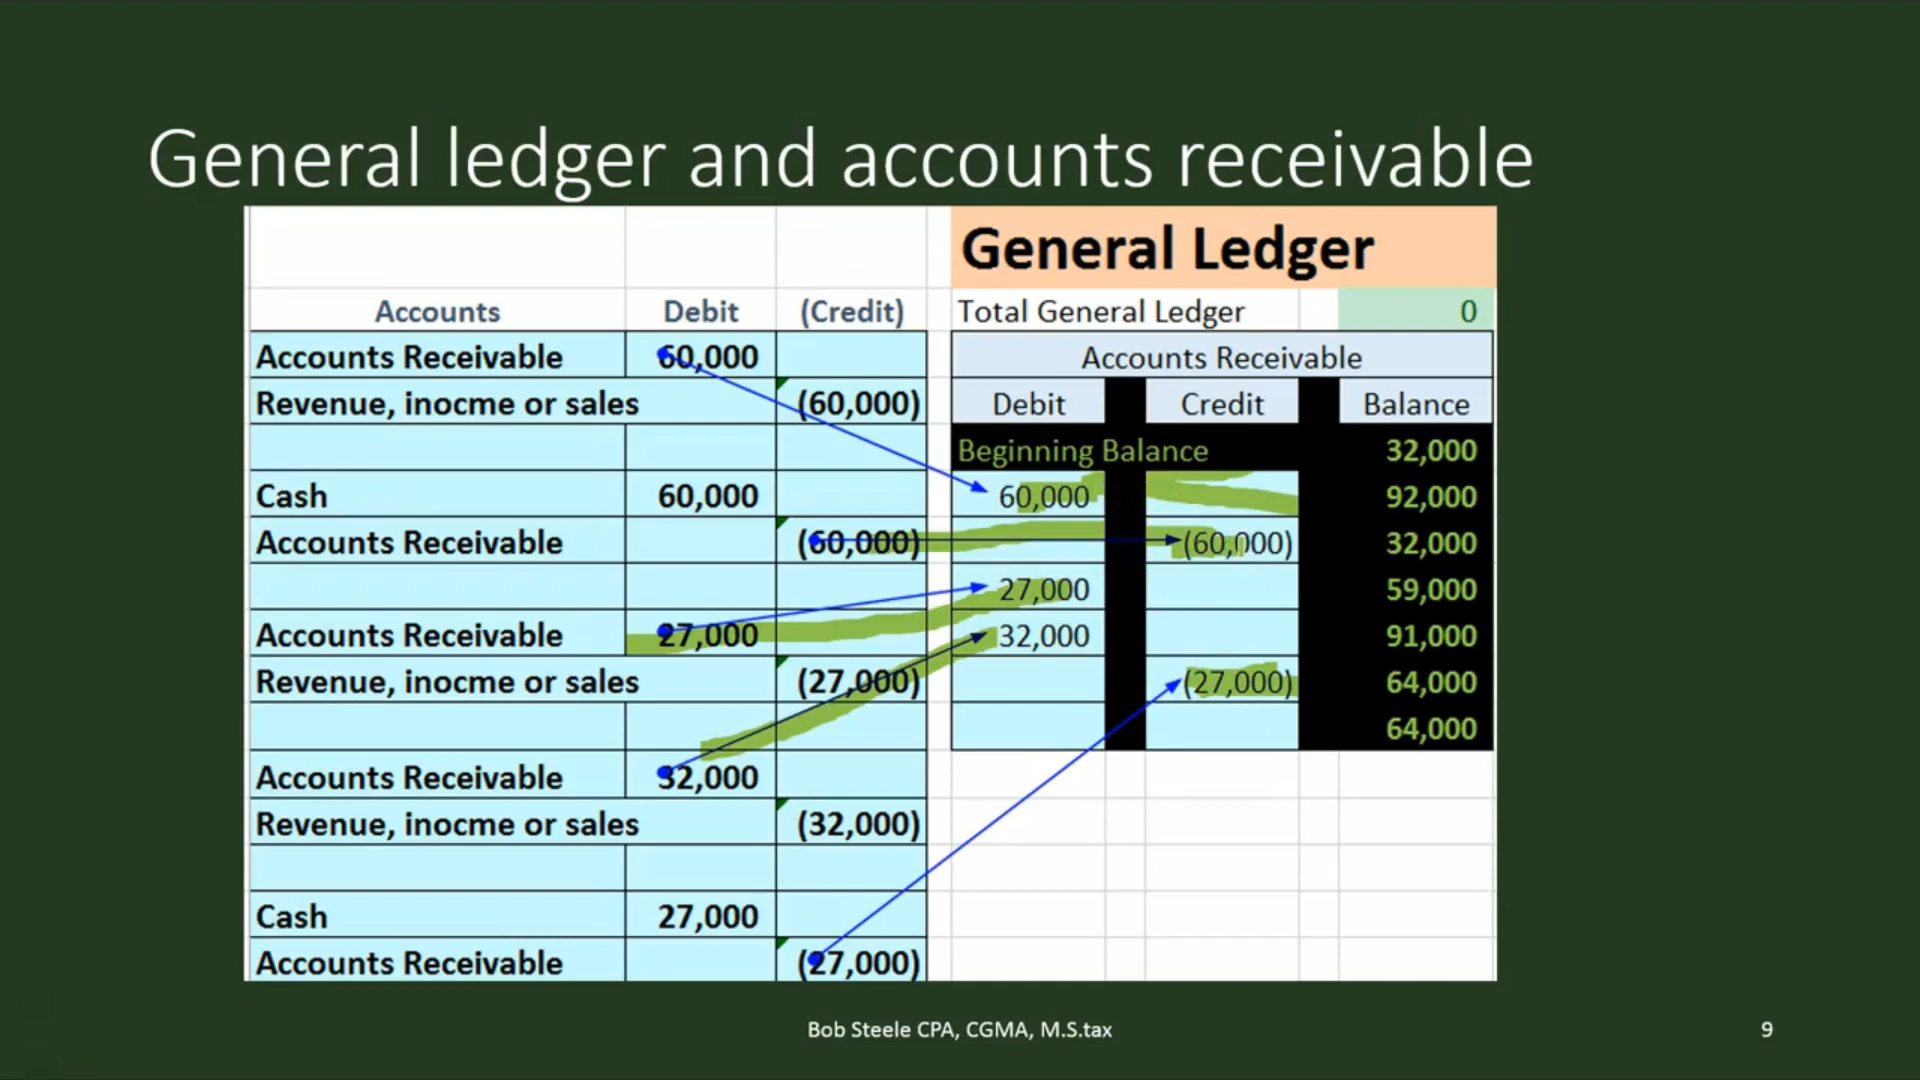 General ledger and accounts receivable
General Ledger
Accounts Debit (Credit) Total General Ledger 0
Accounts Receivable 60,000 Accounts Receivable
Revenue, inocme or sales (60,000) Debit Credit Balance
Beginning Balance 32,000
Cash 60,000 60,000 92,000
Accounts Receivable (60,000) (60,000) 32,000
27,000 59,000
Accounts Receivable 27,000 32,000 91,000
Revenue, inocme or sales (27,000) (27,000) 64,000
64,000
Accounts Receivable 32,000
Revenue, inocme or sales (32,000)
Cash 27,000
Accounts Receivable (27,000)
Bob Steele CPA, CGMA, M.S.tax 9